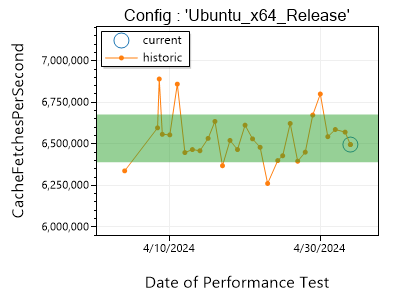 Config : 'Ubuntu_x64_Release'
current
historic
CacheFetchesPerSecond
7,000,000
6,750,000
6,500,000
6,250,000
6,000,000
4/10/2024
4/30/2024
Date of Performance Test